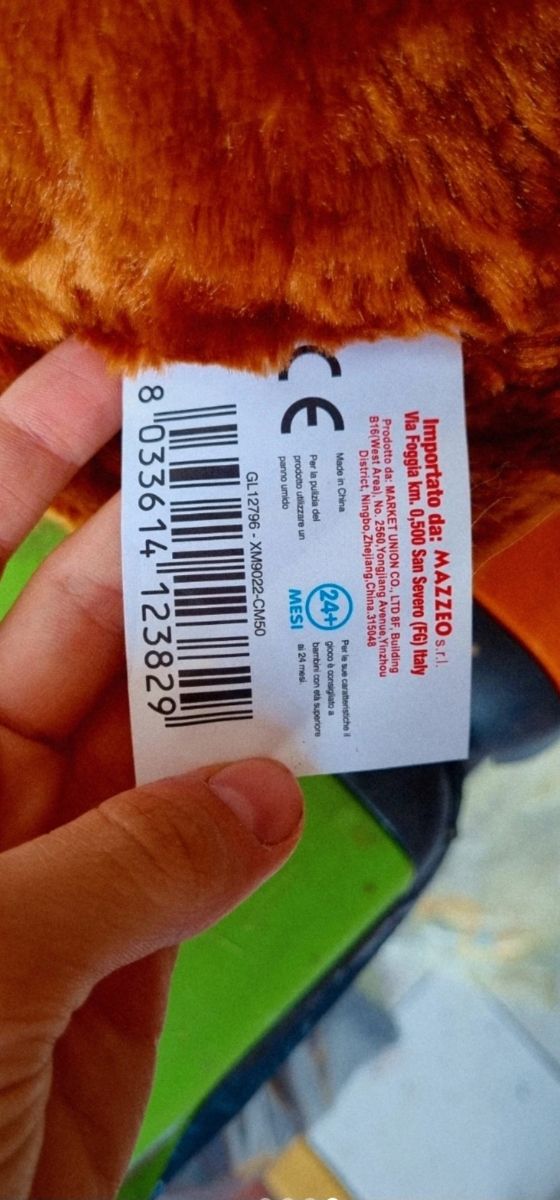 Importato da: MAZZEO s.r.l.
Via Foggia km. 0,500 San Severo (FG) Italy
Prodotto da: MARKET UNION CO., LTD 8F, Building
B16(West Area), No. 2560,Yongjiang Avenue,Yinzhou
District, Ningbo,Zhejiang,China.315048
CE
Made in China
Per la pulizia del
prodotto utilizzare un
panno umido
24+
MESI
Per le sue caratteristiche il
gioco è consigliato a
bambini con età superiore
ai 24 mesi.
GL12796 - XM9022-CM50
8 033614 123829